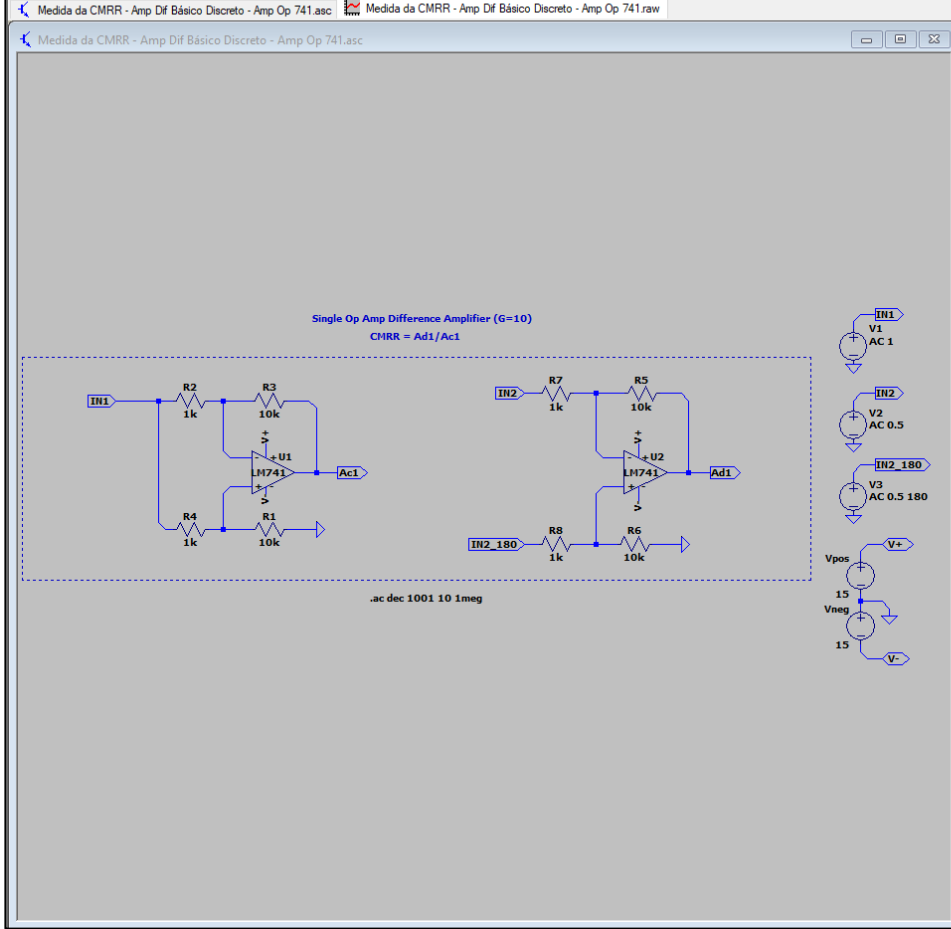 Medida da CMRR - Amp Dif Básico Discreto - Amp Op 741.asc
Medida da CMRR - Amp Dif Básico Discreto - Amp Op 741.raw
Medida da CMRR - Amp Dif Básico Discreto - Amp Op 741.asc
Single Op Amp Difference Amplifier (G=10)
CMRR = Ad1/Ac1
IN1
R2
1k
R3
10k
V+
U1
LM741
V-
Ac1
R4
1k
R1
10k
IN2
R7
1k
R5
10k
V+
U2
LM741
V-
Ad1
IN2_180
R8
1k
R6
10k
.ac dec 1001 10 1meg
IN1
V1
AC 1
IN2
V2
AC 0.5
IN2_180
V3
AC 0.5 180
V+
Vpos
15
Vneg
15
V-